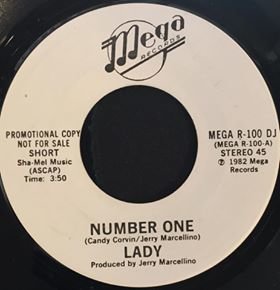 Mega
RECORDS
PROMOTIONAL COPY
NOT FOR SALE
SHORT
Sha-Mel Music
(ASCAP)
Time: 3:50
MEGA R-100 DJ
(MEGA R-100-A)
STEREO 45
℗ 1982 Mega
Records
NUMBER ONE
(Candy Corvin/Jerry Marcellino)
LADY
Produced by Jerry Marcellino